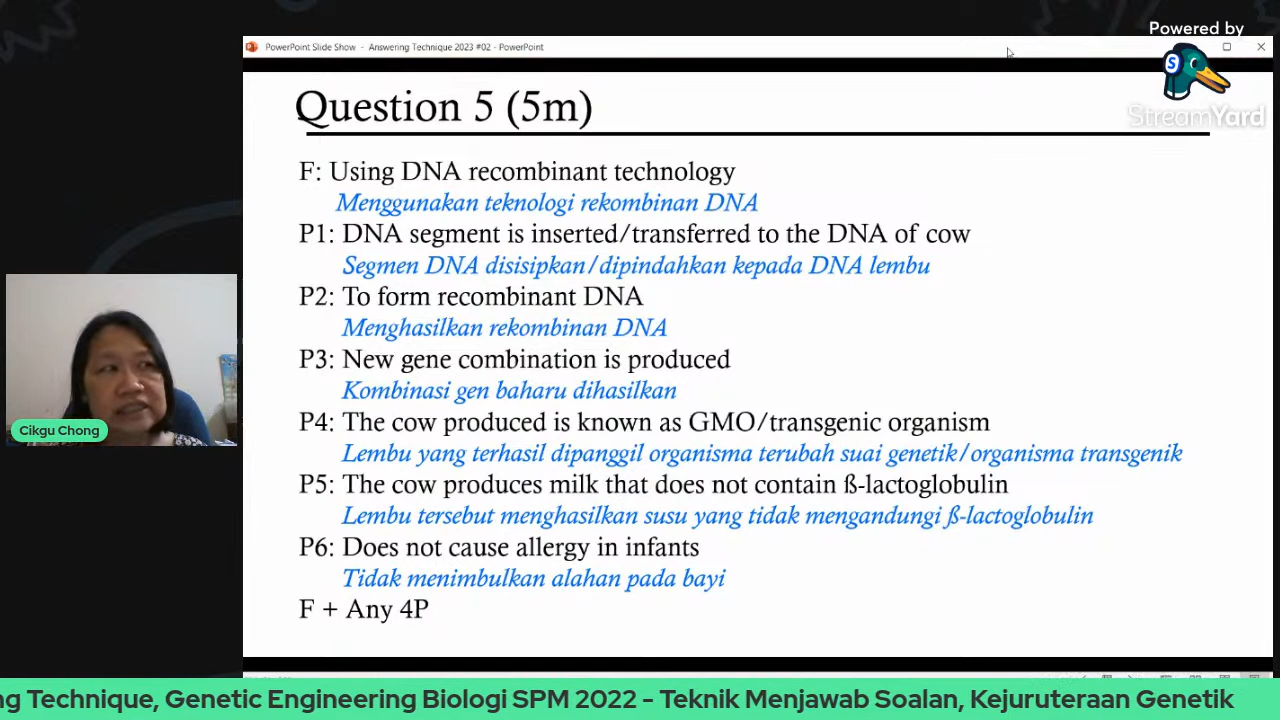 Powered by
StreamYard
PowerPoint Slide Show - Answering Technique 2023 #02 - PowerPoint
Question 5 (5m)
F: Using DNA recombinant technology
Menggunakan teknologi rekombinan DNA
P1: DNA segment is inserted/transferred to the DNA of cow
Segmen DNA disisipkan/dipindahkan kepada DNA lembu
P2: To form recombinant DNA
Menghasilkan rekombinan DNA
P3: New gene combination is produced
Kombinasi gen baharu dihasilkan
P4: The cow produced is known as GMO/transgenic organism
Lembu yang terhasil dipanggil organisma terubah suai genetik/organisma transgenik
P5: The cow produces milk that does not contain ß-lactoglobulin
Lembu tersebut menghasilkan susu yang tidak mengandungi ß-lactoglobulin
P6: Does not cause allergy in infants
Tidak menimbulkan alahan pada bayi
F + Any 4P
Cikgu Chong
ng Technique, Genetic Engineering Biologi SPM 2022 - Teknik Menjawab Soalan, Kejuruteraan Genetik